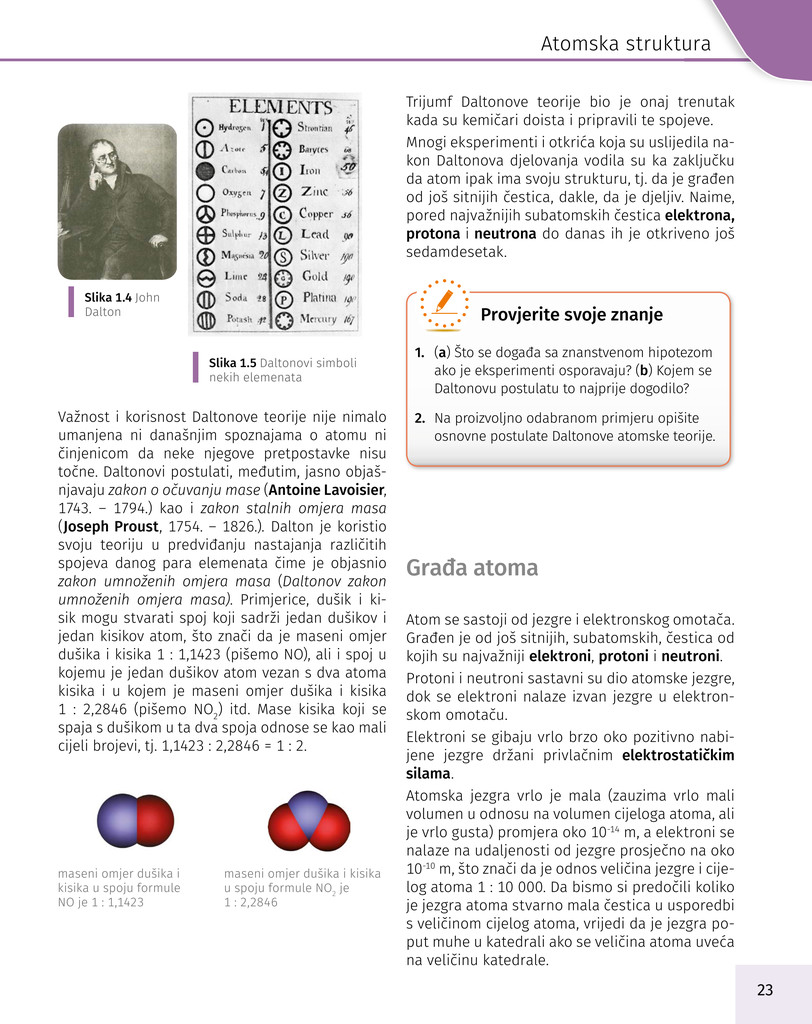 Atomska struktura
ELEMENTS
Hydrogen 1 Strontian 46
Azote 5 Barytes
Carbon 54 Iron 50
Oxygen 7 Zinc 56
Phosphorus 9 Copper 56
Sulphur 13 Lead 90
Magnesia 20 Silver 190
Lime 24 Gold 190
Soda 28 Platina 190
Potash 42 Mercury 167
Slika 1.4 John
Dalton
Slika 1.5 Daltonovi simboli
nekih elemenata
Važnost i korisnost Daltonove teorije nije nimalo
umanjena ni današnjim spoznajama o atomu ni
činjenicom da neke njegove pretpostavke nisu
točne. Daltonovi postulati, međutim, jasno objaš-
njavaju zakon o očuvanju mase (Antoine Lavoisier,
1743. – 1794.) kao i zakon stalnih omjera masa
(Joseph Proust, 1754. – 1826.). Dalton je koristio
svoju teoriju u predviđanju nastajanja različitih
spojeva danog para elemenata čime je objasnio
zakon umnoženih omjera masa (Daltonov zakon
umnoženih omjera masa). Primjerice, dušik i ki-
sik mogu stvarati spoj koji sadrži jedan dušikov i
jedan kisikov atom, što znači da je maseni omjer
dušika i kisika 1 : 1,1423 (pišemo NO), ali i spoj u
kojemu je jedan dušikov atom vezan s dva atoma
kisika i u kojem je maseni omjer dušika i kisika
1 : 2,2846 (pišemo NO₂) itd. Mase kisika koji se
spaja s dušikom u ta dva spoja odnose se kao mali
cijeli brojevi, tj. 1,1423 : 2,2846 = 1 : 2.
maseni omjer dušika i
kisika u spoju formule
NO je 1 : 1,1423
maseni omjer dušika i kisika
u spoju formule NO₂ je
1 : 2,2846
Trijumf Daltonove teorije bio je onaj trenutak
kada su kemičari doista i pripravili te spojeve.
Mnogi eksperimenti i otkrića koja su uslijedila na-
kon Daltonova djelovanja vodila su ka zaključku
da atom ipak ima svoju strukturu, tj. da je građen
od još sitnijih čestica, dakle, da je djeljiv. Naime,
pored najvažnijih subatomskih čestica elektrona,
protona i neutrona do danas ih je otkriveno još
sedamdesetak.
Provjerite svoje znanje
1. (a) Što se događa sa znanstvenom hipotezom
ako je eksperimenti osporavaju? (b) Kojem se
Daltonovu postulatu to najprije dogodilo?
2. Na proizvoljno odabranom primjeru opišite
osnovne postulate Daltonove atomske teorije.
Građa atoma
Atom se sastoji od jezgre i elektronskog omotača.
Građen je od još sitnijih, subatomskih, čestica od
kojih su najvažniji elektroni, protoni i neutroni.
Protoni i neutroni sastavni su dio atomske jezgre,
dok se elektroni nalaze izvan jezgre u elektron-
skom omotaču.
Elektroni se gibaju vrlo brzo oko pozitivno nabi-
jene jezgre držani privlačnim elektrostatičkim
silama.
Atomska jezgra vrlo je mala (zauzima vrlo mali
volumen u odnosu na volumen cijeloga atoma, ali
je vrlo gusta) promjera oko 10⁻¹⁴ m, a elektroni se
nalaze na udaljenosti od jezgre prosječno na oko
10⁻¹⁰ m, što znači da je odnos veličina jezgre i cije-
log atoma 1 : 10 000. Da bismo si predočili koliko
je jezgra atoma stvarno mala čestica u usporedbi
s veličinom cijelog atoma, vrijedi da je jezgra po-
put muhe u katedrali ako se veličina atoma uveća
na veličinu katedrale.
23